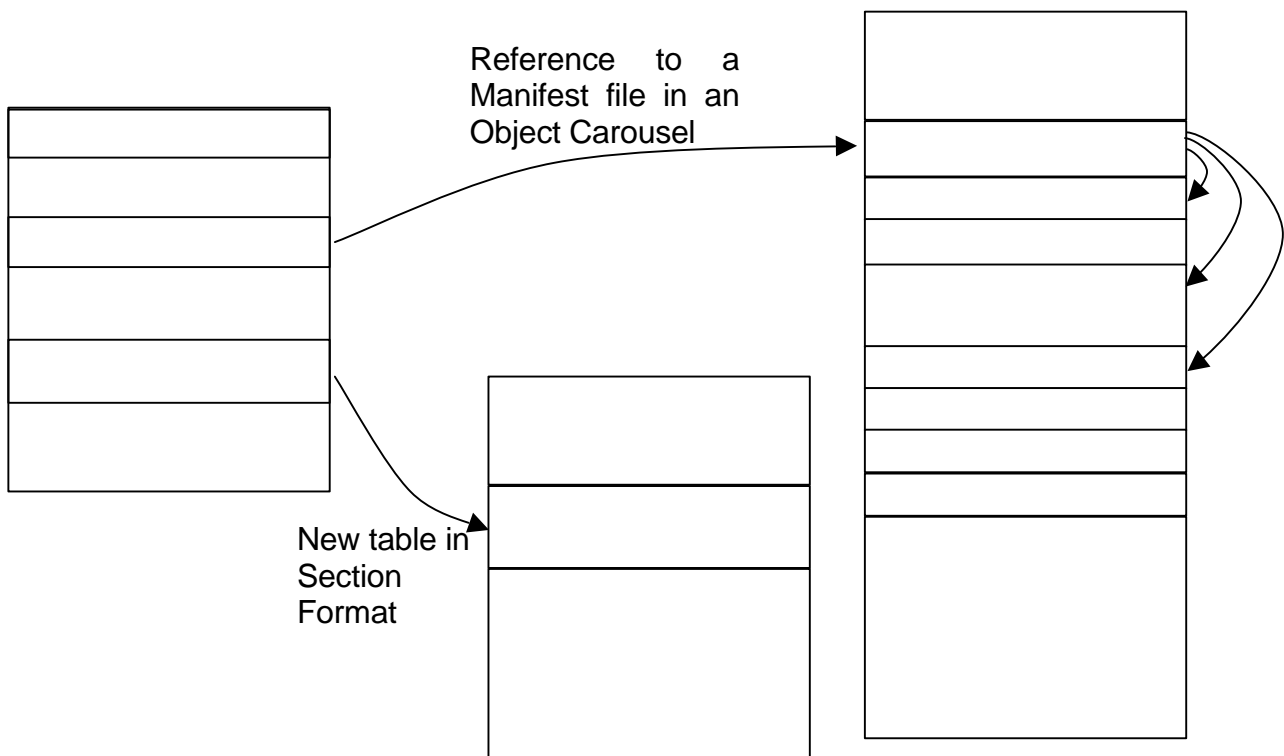 Reference to a
Manifest file in an
Object Carousel
New table in
Section
Format